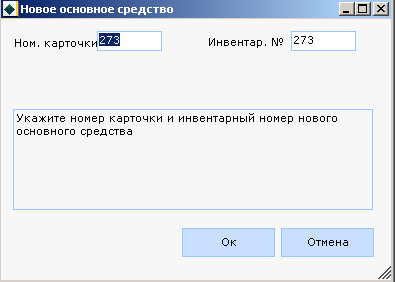 Новое основное средство
Ном. карточки 273 Инвентар. № 273
Укажите номер карточки и инвентарный номер нового
основного средства
Ок Отмена